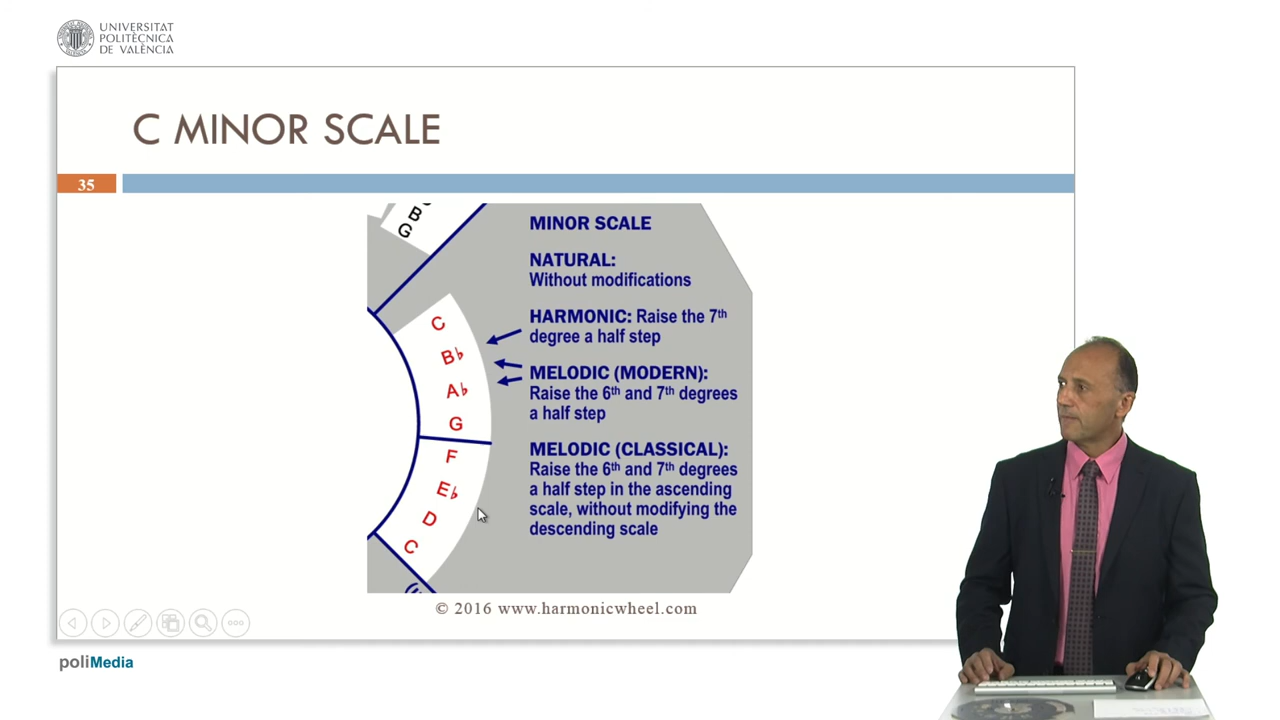 UNIVERSITAT
POLITÈCNICA
DE VALÈNCIA
C MINOR SCALE
35
B
G
C
B♭
A♭
G
F
E♭
D
C
MINOR SCALE
NATURAL:
Without modifications
HARMONIC: Raise the 7th
degree a half step
MELODIC (MODERN):
Raise the 6th and 7th degrees
a half step
MELODIC (CLASSICAL):
Raise the 6th and 7th degrees
a half step in the ascending
scale, without modifying the
descending scale
© 2016 www.harmonicwheel.com
poliMedia